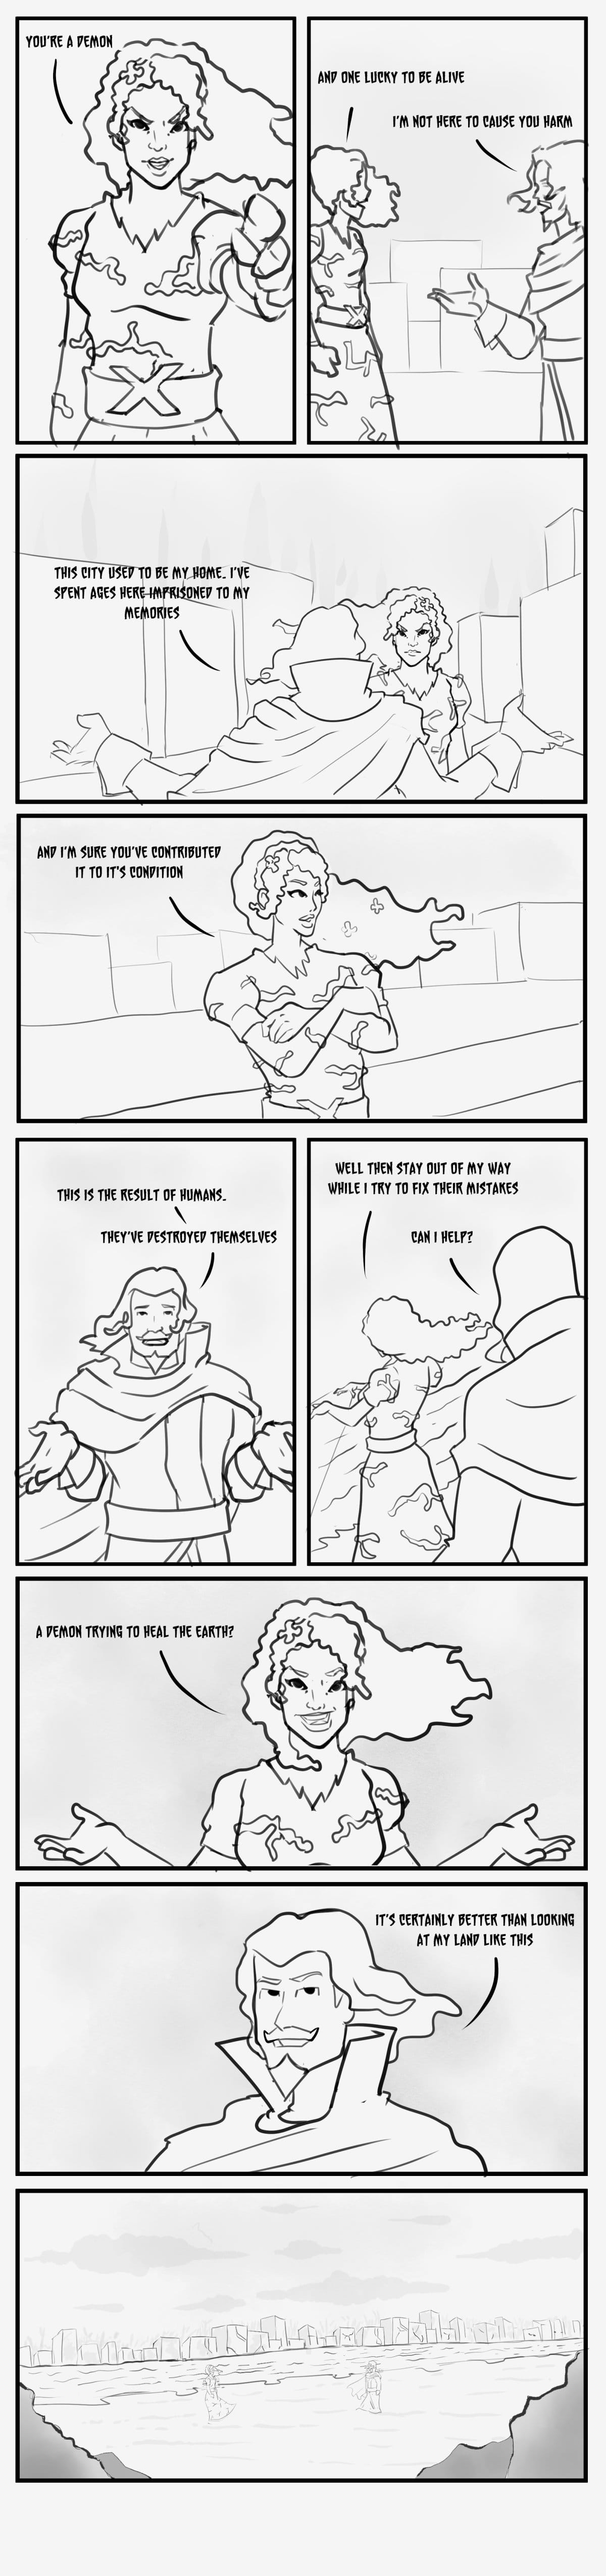 YOU'RE A DEMON
AND ONE LUCKY TO BE ALIVE
I'M NOT HERE TO CAUSE YOU HARM
THIS CITY USED TO BE MY HOME. I'VE
SPENT AGES HERE IMPRISONED TO MY
MEMORIES
AND I'M SURE YOU'VE CONTRIBUTED
IT TO IT'S CONDITION
THIS IS THE RESULT OF HUMANS.
THEY'VE DESTROYED THEMSELVES
WELL THEN STAY OUT OF MY WAY
WHILE I TRY TO FIX THEIR MISTAKES
CAN I HELP?
A DEMON TRYING TO HEAL THE EARTH?
IT'S CERTAINLY BETTER THAN LOOKING
AT MY LAND LIKE THIS